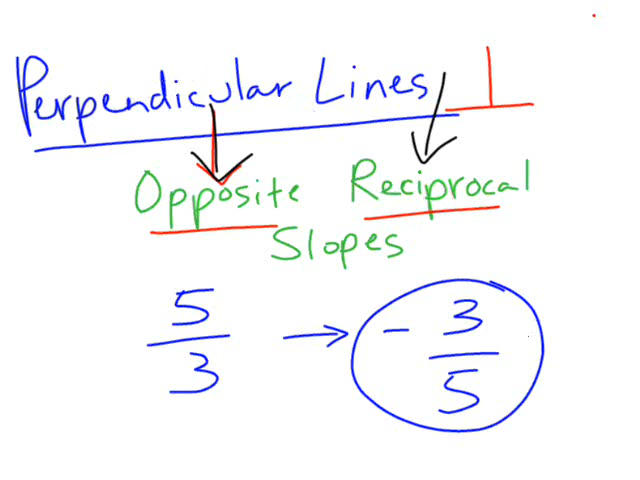 Perpendicular Lines
Opposite Reciprocal
Slopes
5/3 → - 3/5